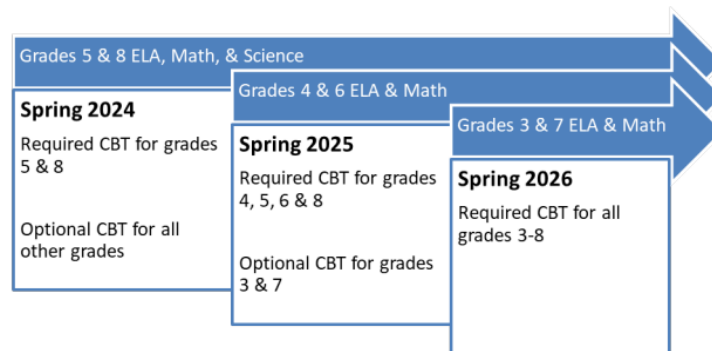 Grades 5 & 8 ELA, Math, & Science
Spring 2024
Required CBT for grades
5 & 8
Optional CBT for all
other grades
Grades 4 & 6 ELA & Math
Spring 2025
Required CBT for grades
4, 5, 6 & 8
Optional CBT for grades
3 & 7
Grades 3 & 7 ELA & Math
Spring 2026
Required CBT for all
grades 3-8